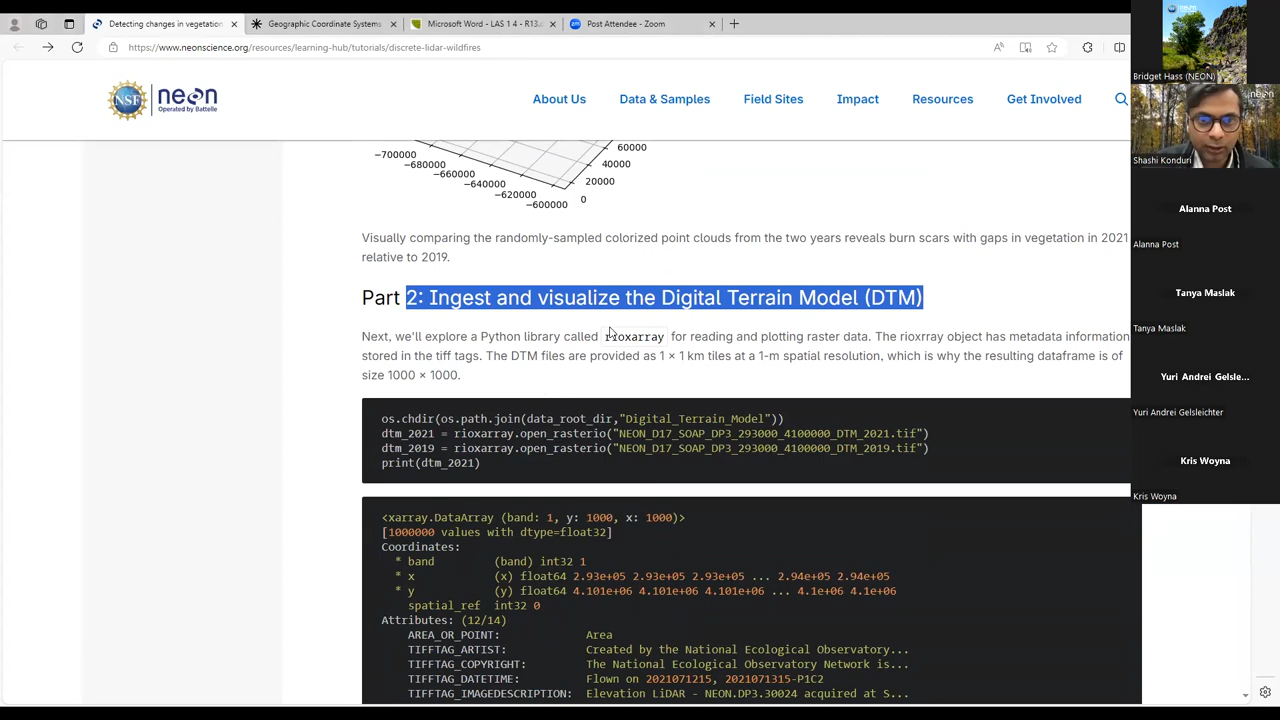 Detecting changes in vegetation
Geographic Coordinate Systems
Microsoft Word - LAS 1 4 - R13.
Post Attendee - Zoom
https://www.neonscience.org/resources/learning-hub/tutorials/discrete-lidar-wildfires
NSF
neon
Operated by Battelle
About Us
Data & Samples
Field Sites
Impact
Resources
Get Involved
−700000
−680000
−660000
−640000
−620000
−600000
60000
40000
20000
0
Visually comparing the randomly-sampled colorized point clouds from the two years reveals burn scars with gaps in vegetation in 2021
relative to 2019.
Part 2: Ingest and visualize the Digital Terrain Model (DTM)
Next, we'll explore a Python library called rioxarray for reading and plotting raster data. The rioxrray object has metadata information
stored in the tiff tags. The DTM files are provided as 1 × 1 km tiles at a 1-m spatial resolution, which is why the resulting dataframe is of
size 1000 × 1000.
os.chdir(os.path.join(data_root_dir,"Digital_Terrain_Model"))
dtm_2021 = rioxarray.open_rasterio("NEON_D17_SOAP_DP3_293000_4100000_DTM_2021.tif")
dtm_2019 = rioxarray.open_rasterio("NEON_D17_SOAP_DP3_293000_4100000_DTM_2019.tif")
print(dtm_2021)
<xarray.DataArray (band: 1, y: 1000, x: 1000)>
[1000000 values with dtype=float32]
Coordinates:
* band (band) int32 1
* x (x) float64 2.93e+05 2.93e+05 2.93e+05 ... 2.94e+05 2.94e+05
* y (y) float64 4.101e+06 4.101e+06 4.101e+06 ... 4.1e+06 4.1e+06
spatial_ref int32 0
Attributes: (12/14)
AREA_OR_POINT: Area
TIFFTAG_ARTIST: Created by the National Ecological Observatory...
TIFFTAG_COPYRIGHT: The National Ecological Observatory Network is...
TIFFTAG_DATETIME: Flown on 2021071215, 2021071315-P1C2
TIFFTAG_IMAGEDESCRIPTION: Elevation LiDAR - NEON.DP3.30024 acquired at S...
neon
Bridget Hass (NEON)
neon
Shashi Konduri
Alanna Post
Alanna Post
Tanya Maslak
Tanya Maslak
Yuri Andrei Gelsle...
Yuri Andrei Gelsleichter
Kris Woyna
Kris Woyna